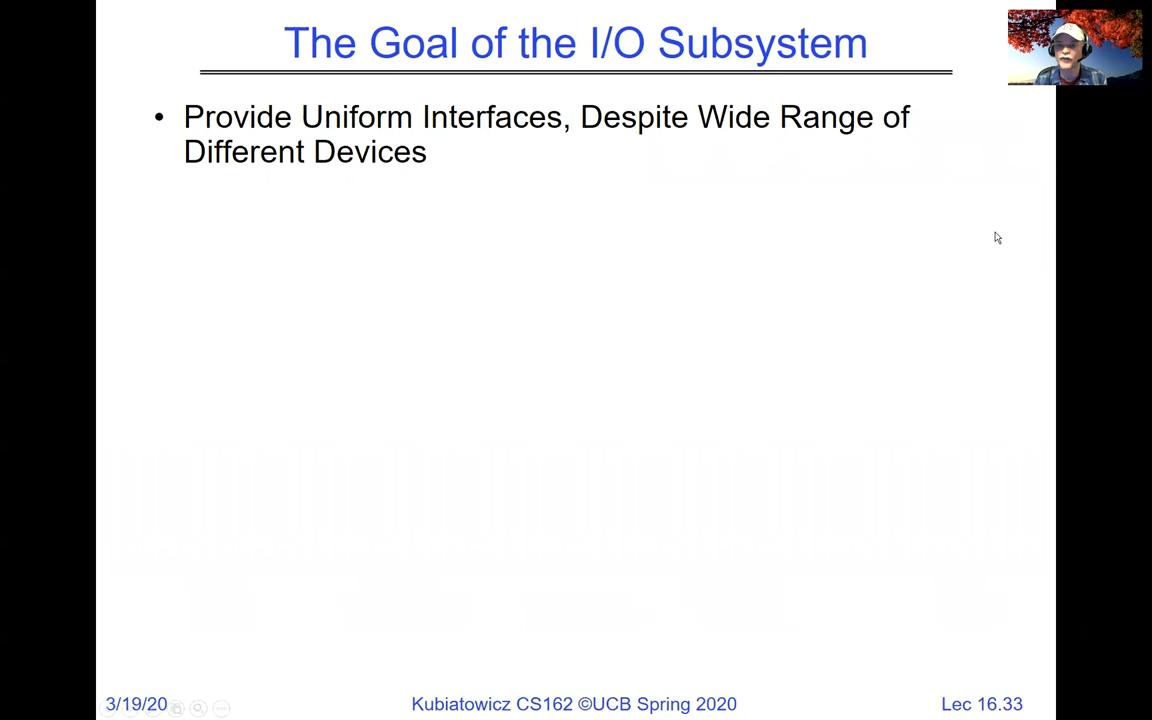 The Goal of the I/O Subsystem
• Provide Uniform Interfaces, Despite Wide Range of
Different Devices
3/19/20
Kubiatowicz CS162 ©UCB Spring 2020
Lec 16.33